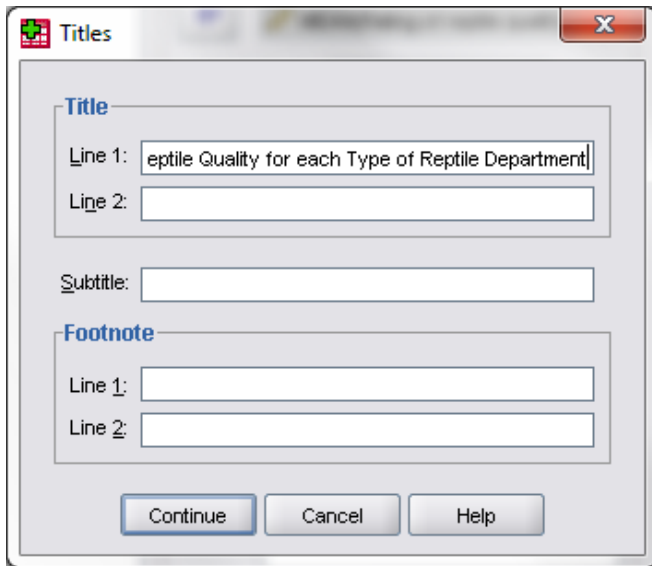 Titles
Title
Line 1: eptile Quality for each Type of Reptile Department
Line 2:
Subtitle:
Footnote
Line 1:
Line 2:
Continue Cancel Help